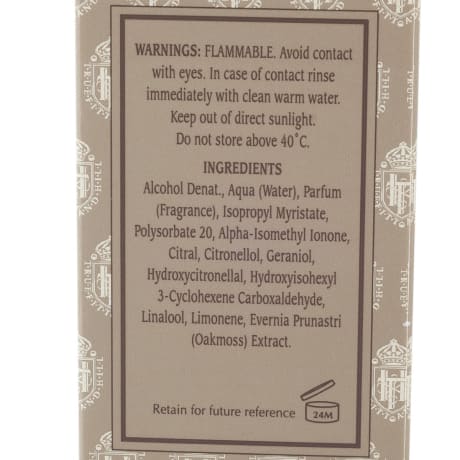 WARNINGS: FLAMMABLE. Avoid contact
with eyes. In case of contact rinse
immediately with clean warm water.
Keep out of direct sunlight.
Do not store above 40˚C.
INGREDIENTS
Alcohol Denat., Aqua (Water), Parfum
(Fragrance), Isopropyl Myristate,
Polysorbate 20, Alpha-Isomethyl Ionone,
Citral, Citronellol, Geraniol,
Hydroxycitronellal, Hydroxyisohexyl
3-Cyclohexene Carboxaldehyde,
Linalool, Limonene, Evernia Prunastri
(Oakmoss) Extract.
Retain for future reference
24M